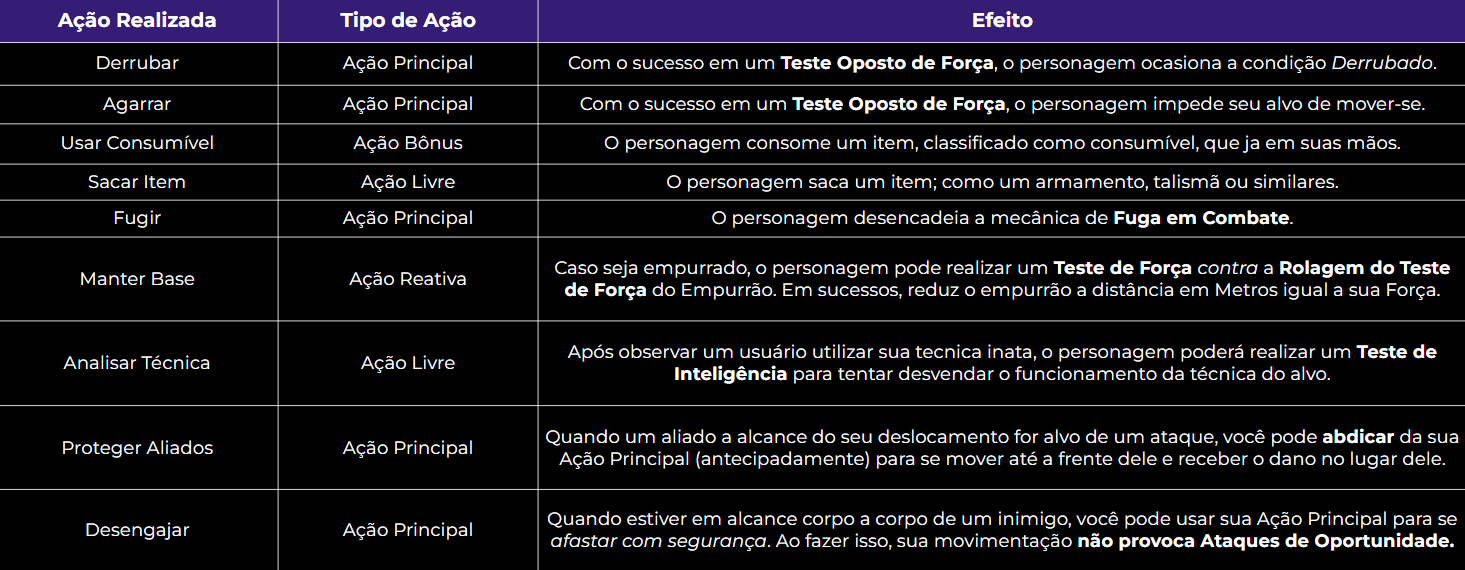 Ação Realizada Tipo de Ação Efeito
Derrubar Ação Principal Com o sucesso em um Teste Oposto de Força, o personagem ocasiona a condição Derrubado.
Agarrar Ação Principal Com o sucesso em um Teste Oposto de Força, o personagem impede seu alvo de mover-se.
Usar Consumível Ação Bônus O personagem consome um item, classificado como consumível, que ja em suas mãos.
Sacar Item Ação Livre O personagem saca um item; como um armamento, talismã ou similares.
Fugir Ação Principal O personagem desencadeia a mecânica de Fuga em Combate.
Manter Base Ação Reativa Caso seja empurrado, o personagem pode realizar um Teste de Força contra a Rolagem do Teste
de Força do Empurrão. Em sucessos, reduz o empurrão a distância em Metros igual a sua Força.
Analisar Técnica Ação Livre Após observar um usuário utilizar sua tecnica inata, o personagem poderá realizar um Teste de
Inteligência para tentar desvendar o funcionamento da técnica do alvo.
Proteger Aliados Ação Principal Quando um aliado a alcance do seu deslocamento for alvo de um ataque, você pode abdicar da sua
Ação Principal (antecipadamente) para se mover até a frente dele e receber o dano no lugar dele.
Desengajar Ação Principal Quando estiver em alcance corpo a corpo de um inimigo, você pode usar sua Ação Principal para se
afastar com segurança. Ao fazer isso, sua movimentação não provoca Ataques de Oportunidade.